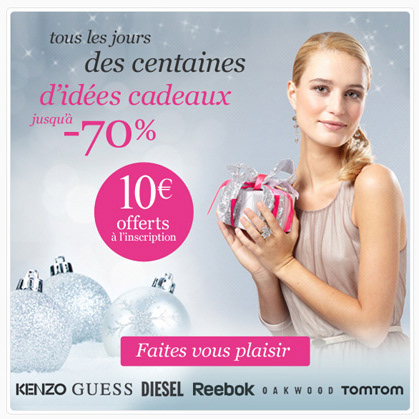 tous les jours
des centaines
d'idées cadeaux
jusqu'à
-70%
10€
offerts
à l'inscription
Faites vous plaisir
KENZO GUESS DIESEL Reebok OAKWOOD TOMTOM